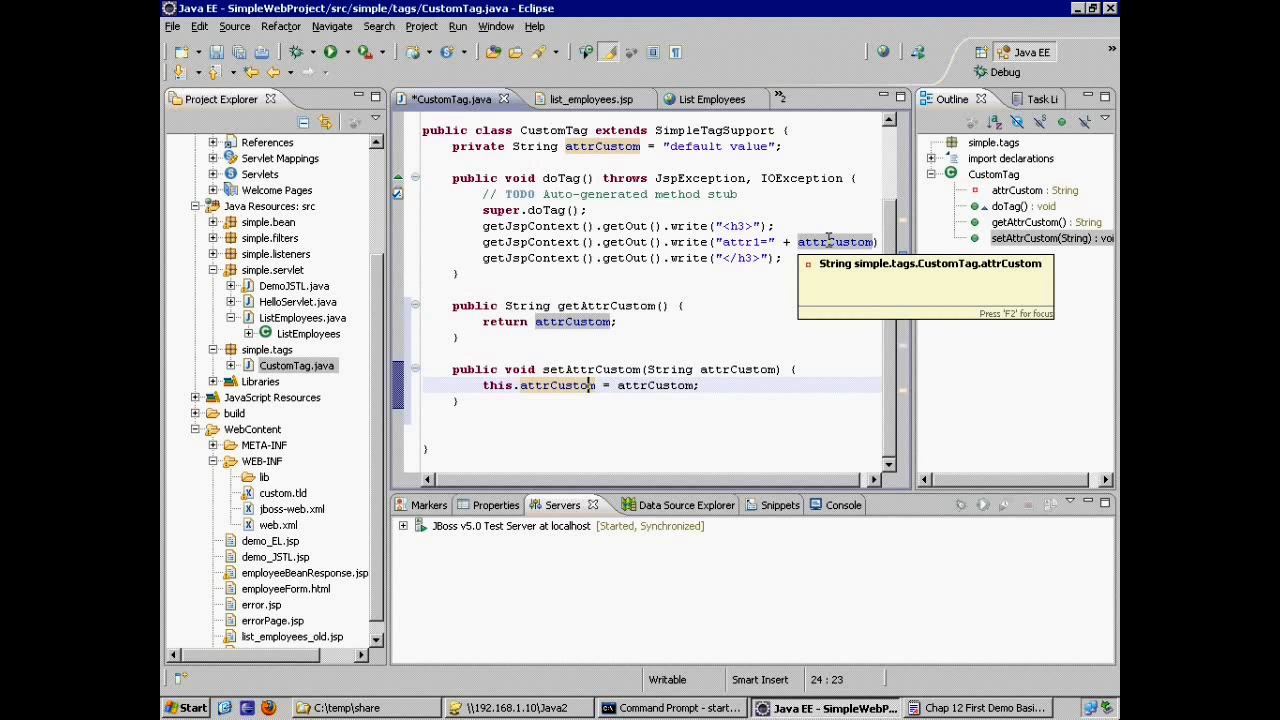 Java EE - SimpleWebProject/src/simple/tags/CustomTag.java - Eclipse
File Edit Source Refactor Navigate Search Project Run Window Help
Java EE
Debug
Project Explorer
*CustomTag.java
list_employees.jsp
List Employees
2
Outline
Task Li
References
Servlet Mappings
Servlets
Welcome Pages
Java Resources: src
simple.bean
simple.filters
simple.listeners
simple.servlet
DemoJSTL.java
HelloServlet.java
ListEmployees.java
ListEmployees
simple.tags
CustomTag.java
Libraries
JavaScript Resources
build
WebContent
META-INF
WEB-INF
lib
custom.tld
jboss-web.xml
web.xml
demo_EL.jsp
demo_JSTL.jsp
employeeBeanResponse.jsp
employeeForm.html
error.jsp
errorPage.jsp
list_employees_old.jsp
public class CustomTag extends SimpleTagSupport {
private String attrCustom = "default value";
public void doTag() throws JspException, IOException {
// TODO Auto-generated method stub
super.doTag();
getJspContext().getOut().write("<h3>");
getJspContext().getOut().write("attr1=" + attrCustom)
getJspContext().getOut().write("</h3>");
}
public String getAttrCustom() {
return attrCustom;
}
public void setAttrCustom(String attrCustom) {
this.attrCustom = attrCustom;
}
}
String simple.tags.CustomTag.attrCustom
Press 'F2' for focus
simple.tags
import declarations
CustomTag
attrCustom : String
doTag() : void
getAttrCustom() : String
setAttrCustom(String) : voi
Markers
Properties
Servers
Data Source Explorer
Snippets
Console
JBoss v5.0 Test Server at localhost [Started, Synchronized]
Writable
Smart Insert
24 : 23
Start
C:\temp\share
\\192.168.1.10\Java2
Command Prompt - start...
Java EE - SimpleWebP...
Chap 12 First Demo Basi...